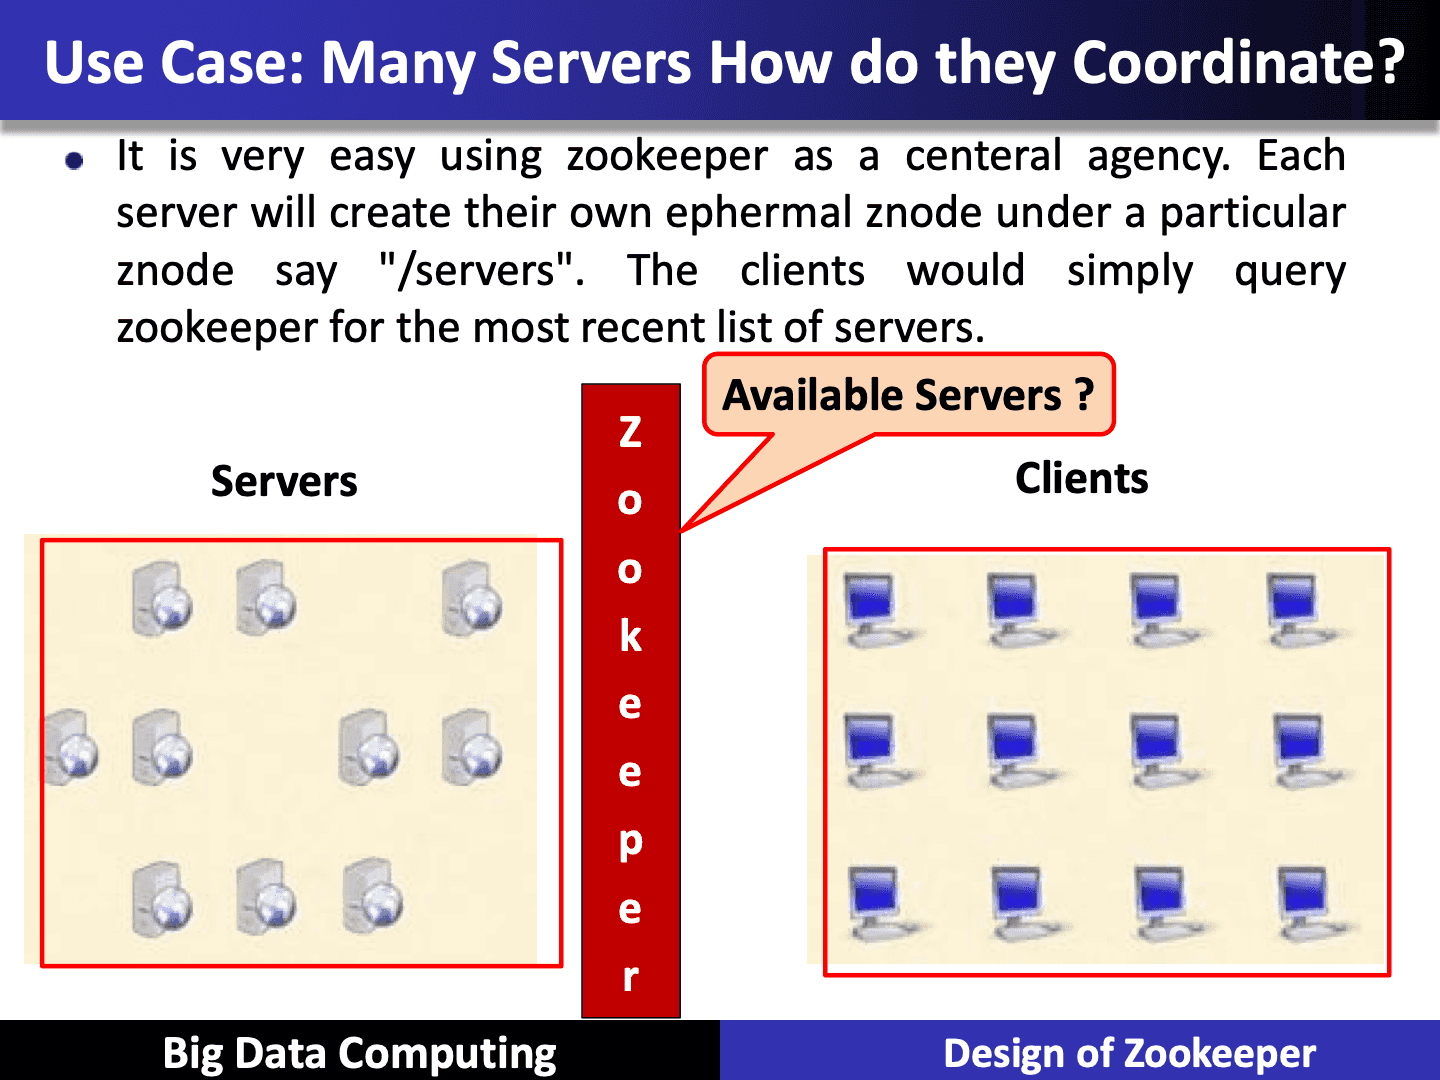 Use Case: Many Servers How do they Coordinate?
It is very easy using zookeeper as a centeral agency. Each
server will create their own ephermal znode under a particular
znode say "/servers". The clients would simply query
zookeeper for the most recent list of servers.
Available Servers ?
Servers
Zookeeper
Clients
Big Data Computing
Design of Zookeeper